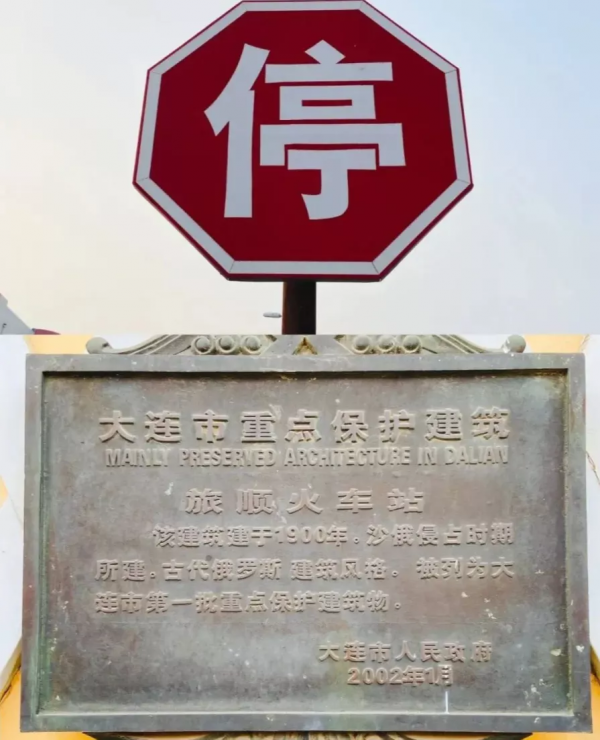 停
大连市重点保护建筑
MAINLY PRESERVED ARCHITECTURE IN DALIAN
旅顺火车站
该建筑建于1900年。沙俄侵占时期
所建。古代俄罗斯 建筑风格。 被列为大
连市第一批重点保护建筑物。
大连市人民政府
2002年1月